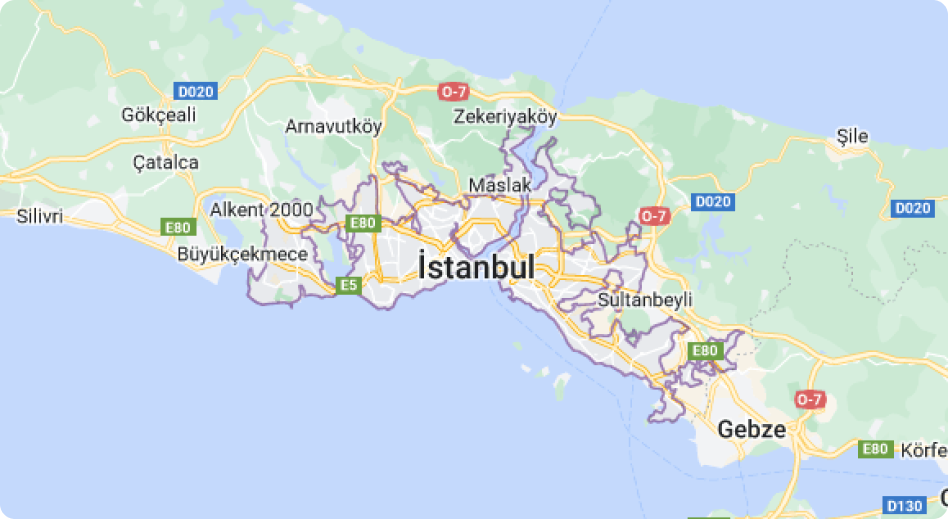 D020
O-7
Gökçeali
Zekeriyaköy
Arnavutköy
Şile
Çatalca
Maslak
D020
D020
Silivri
Alkent 2000
O-7
E80
E80
Büyükçekmece
İstanbul
E5
Sultanbeyli
E80
O-7
Gebze
E80
Körfe
D130